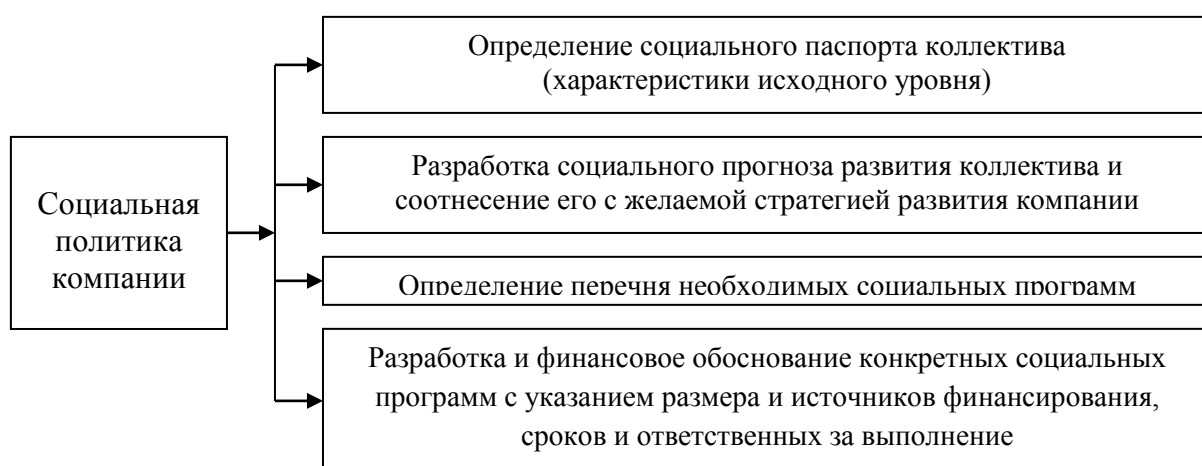 Определение социального паспорта коллектива
(характеристики исходного уровня)
Разработка социального прогноза развития коллектива и
соотнесение его с желаемой стратегией развития компании
Социальная
политика
компании
Определение перечня необходимых социальных программ
Разработка и финансовое обоснование конкретных социальных
программ с указанием размера и источников финансирования,
сроков и ответственных за выполнение